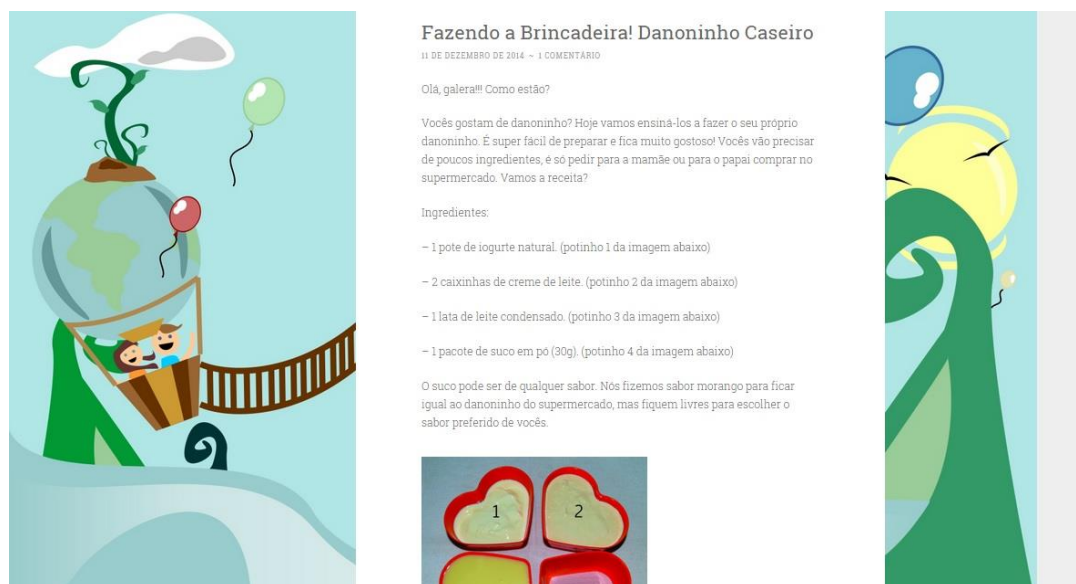 Fazendo a Brincadeira! Danoninho Caseiro
11 DE DEZEMBRO DE 2014 ~ 1 COMENTÁRIO
Olá, galera!!! Como estão?
Vocês gostam de danoninho? Hoje vamos ensiná-los a fazer o seu próprio
danoninho. É super fácil de preparar e fica muito gostoso! Vocês vão precisar
de poucos ingredientes, é só pedir para a mamãe ou para o papai comprar no
supermercado. Vamos a receita?
Ingredientes:
– 1 pote de iogurte natural. (potinho 1 da imagem abaixo)
– 2 caixinhas de creme de leite. (potinho 2 da imagem abaixo)
– 1 lata de leite condensado. (potinho 3 da imagem abaixo)
– 1 pacote de suco em pó (30g). (potinho 4 da imagem abaixo)
O suco pode ser de qualquer sabor. Nós fizemos sabor morango para ficar
igual ao danoninho do supermercado, mas fiquem livres para escolher o
sabor preferido de vocês.
1 2